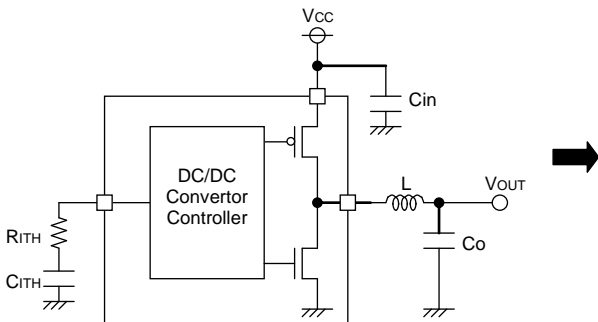 VCC
Cin
DC/DC
Convertor
Controller
L
VOUT
RITH
Co
CITH